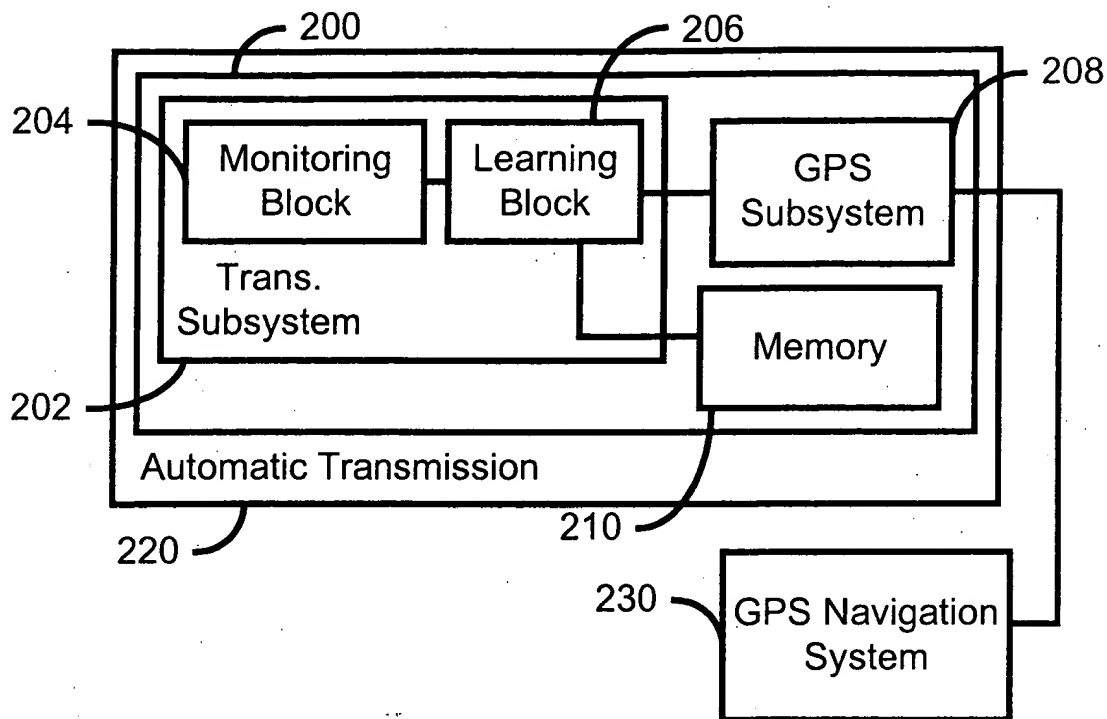 200
206
208
204
Monitoring
Block
Learning
Block
GPS
Subsystem
Trans.
Subsystem
Memory
202
Automatic Transmission
220
210
230
GPS Navigation
System